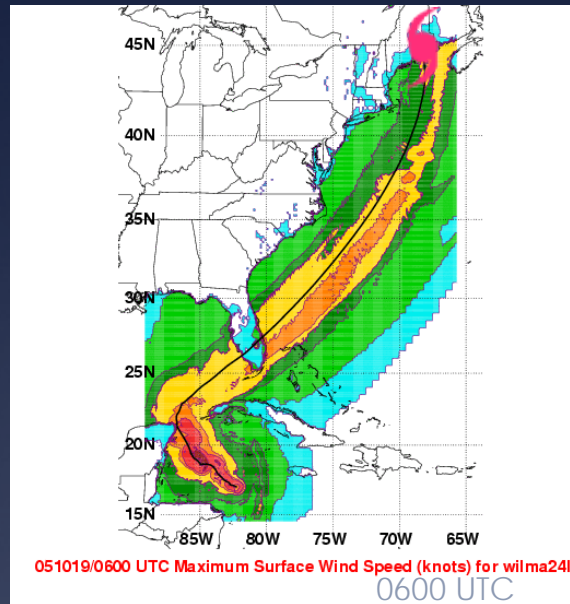 45N
40N
35N
30N
25N
20N
15N
85W 80W 75W 70W 65W
051019/0600 UTC Maximum Surface Wind Speed (knots) for wilma24l
0600 UTC